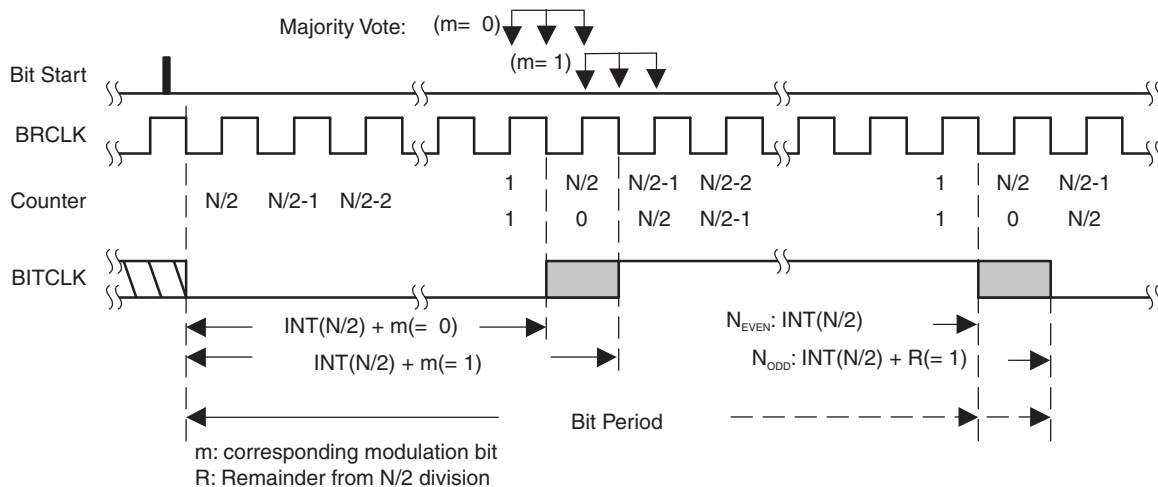 Majority Vote: (m= 0)
(m= 1)
Bit Start
BRCLK
Counter
N/2 N/2-1 N/2-2 1 N/2 N/2-1 N/2-2 1 N/2 N/2-1
1 0 N/2 N/2-1 1 0 N/2
BITCLK
INT(N/2) + m(= 0) NEVEN: INT(N/2)
INT(N/2) + m(= 1) NODD: INT(N/2) + R(= 1)
Bit Period
m: corresponding modulation bit
R: Remainder from N/2 division